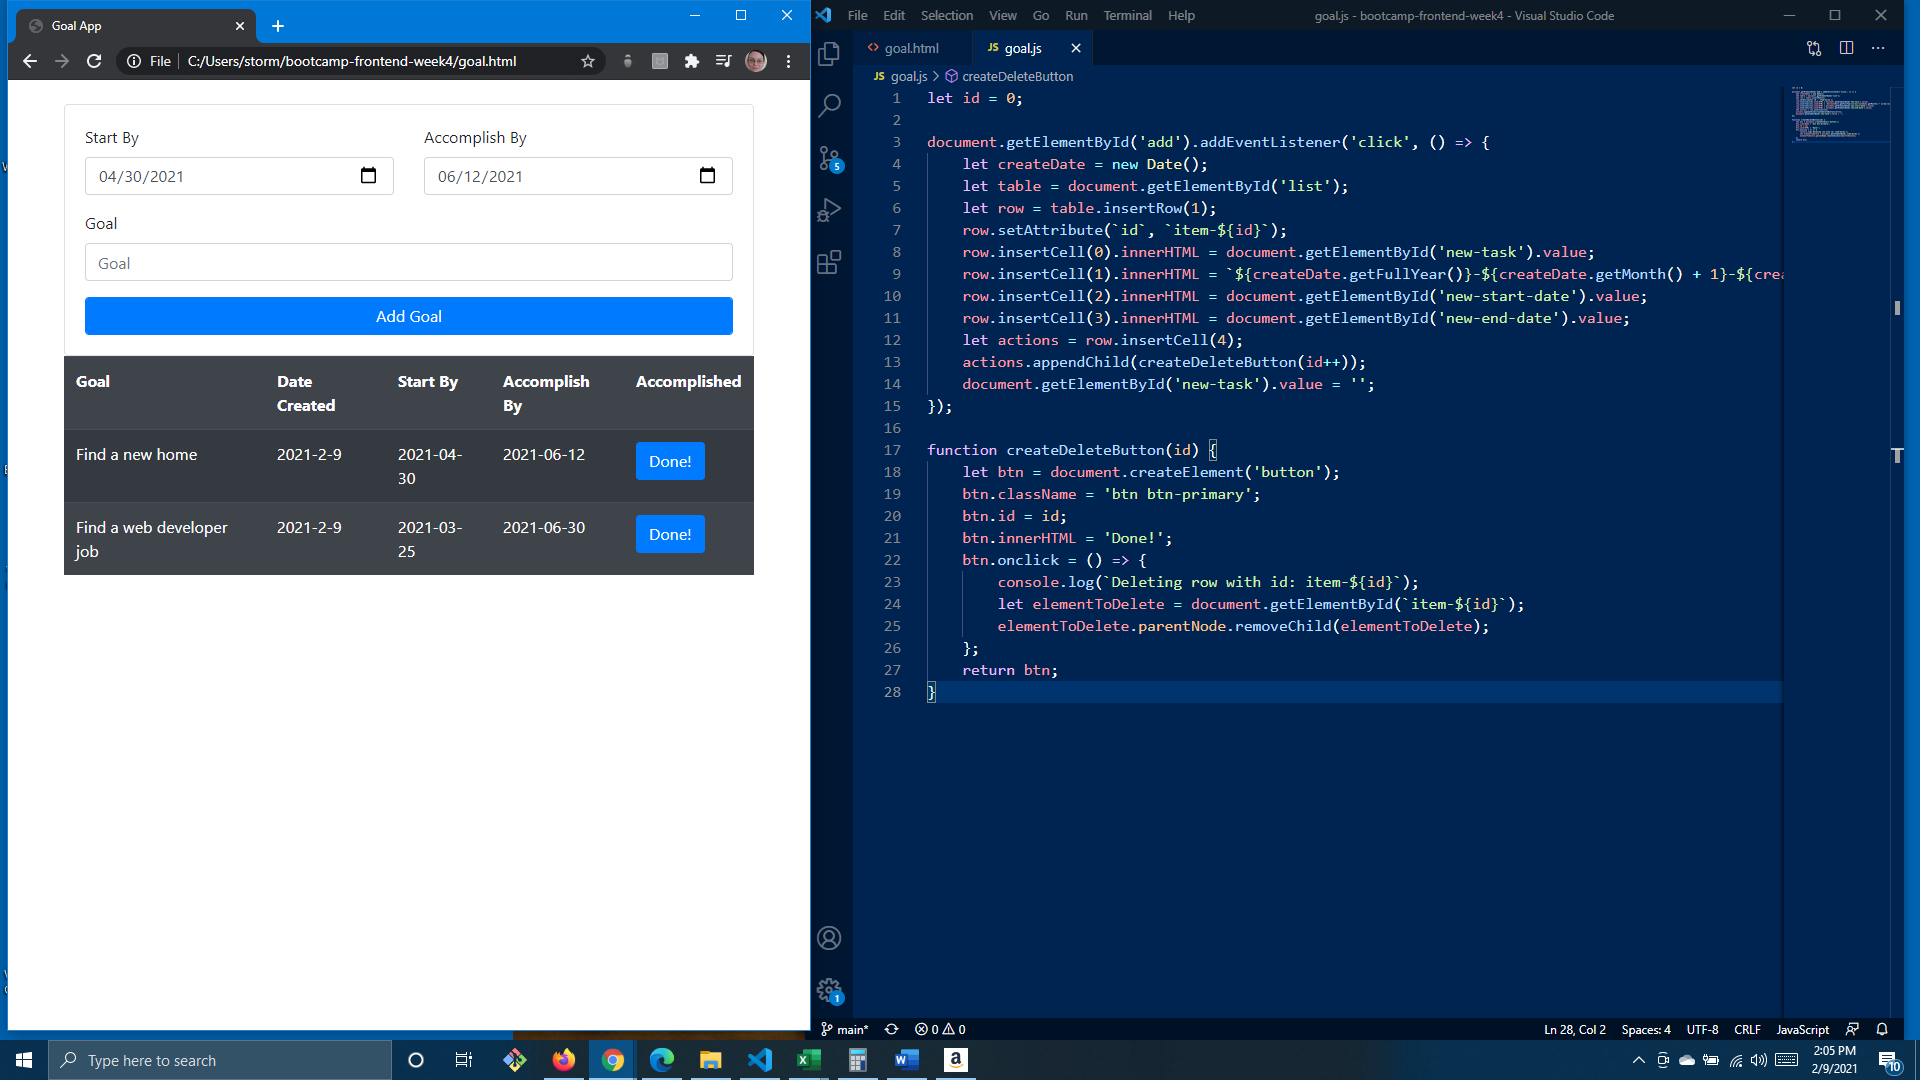 Goal App
File
C:/Users/storm/bootcamp-frontend-week4/goal.html
Start By
Accomplish By
04/30/2021
06/12/2021
Goal
Goal
Add Goal
Goal Date Created Start By Accomplish By Accomplished
Find a new home 2021-2-9 2021-04-30 2021-06-12 Done!
Find a web developer job 2021-2-9 2021-03-25 2021-06-30 Done!
File Edit Selection View Go Run Terminal Help
goal.js - bootcamp-frontend-week4 - Visual Studio Code
goal.html
JS goal.js
JS goal.js > createDeleteButton
5
1 let id = 0;
2
3 document.getElementById('add').addEventListener('click', () => {
4 let createDate = new Date();
5 let table = document.getElementById('list');
6 let row = table.insertRow(1);
7 row.setAttribute(`id`, `item-${id}`);
8 row.insertCell(0).innerHTML = document.getElementById('new-task').value;
9 row.insertCell(1).innerHTML = `${createDate.getFullYear()}-${createDate.getMonth() + 1}-${crea
10 row.insertCell(2).innerHTML = document.getElementById('new-start-date').value;
11 row.insertCell(3).innerHTML = document.getElementById('new-end-date').value;
12 let actions = row.insertCell(4);
13 actions.appendChild(createDeleteButton(id++));
14 document.getElementById('new-task').value = '';
15 });
16
17 function createDeleteButton(id) {
18 let btn = document.createElement('button');
19 btn.className = 'btn btn-primary';
20 btn.id = id;
21 btn.innerHTML = 'Done!';
22 btn.onclick = () => {
23 console.log(`Deleting row with id: item-${id}`);
24 let elementToDelete = document.getElementById(`item-${id}`);
25 elementToDelete.parentNode.removeChild(elementToDelete);
26 };
27 return btn;
28 }
1
main* 0 0
Ln 28, Col 2 Spaces: 4 UTF-8 CRLF JavaScript
Type here to search
2:05 PM
2/9/2021
10